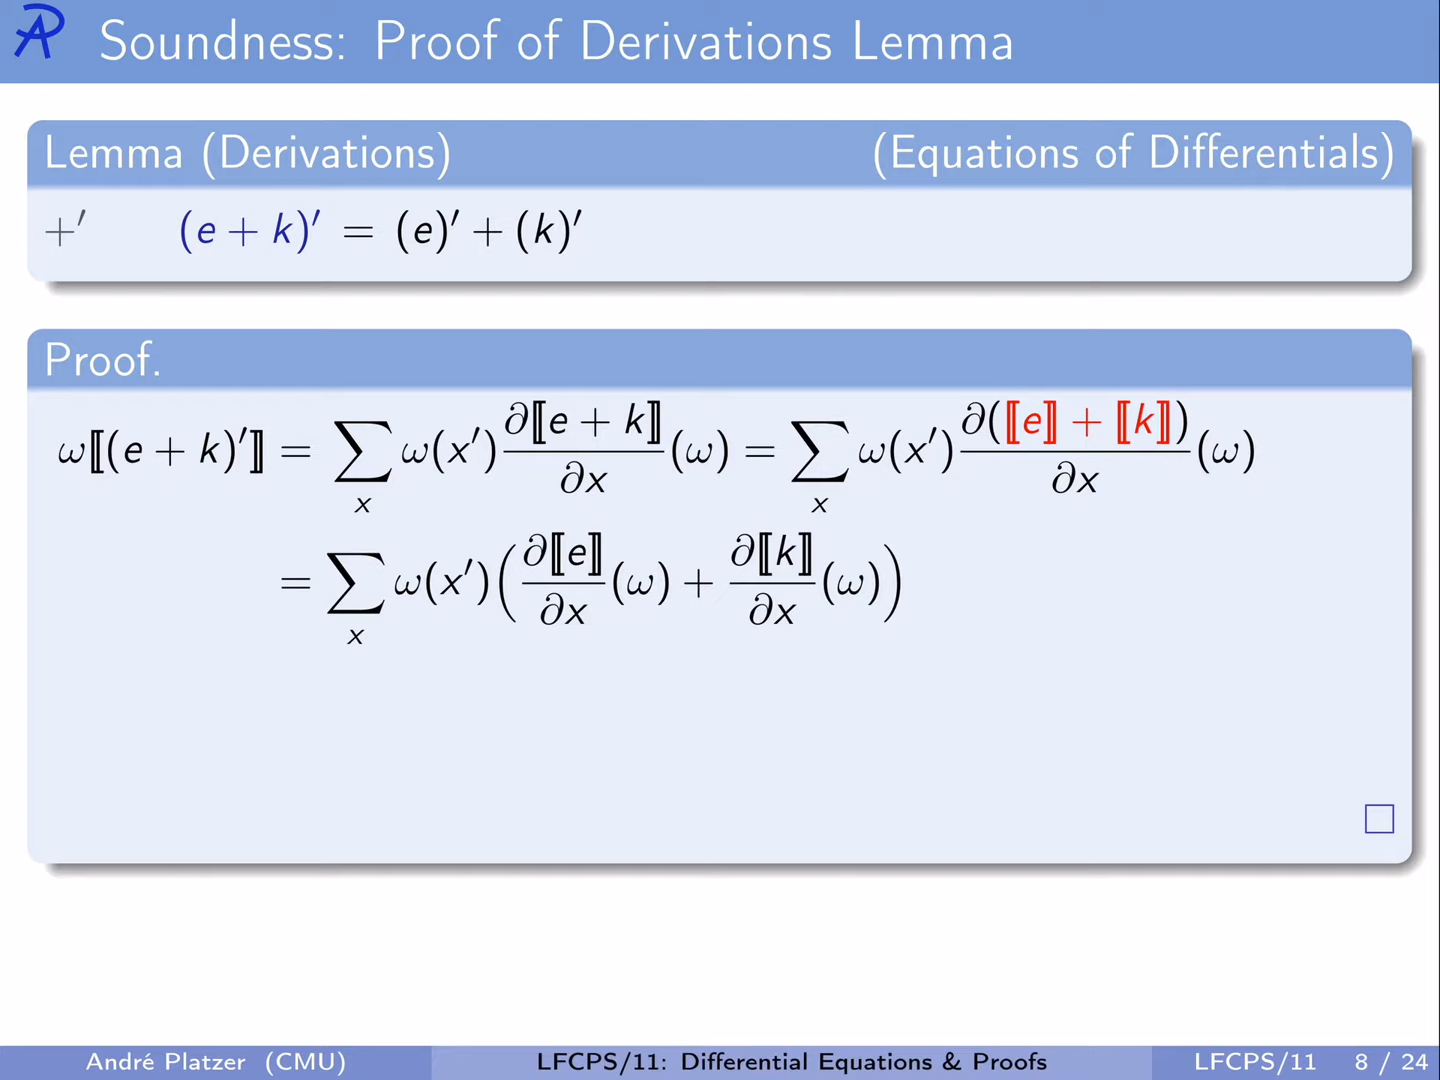 AP Soundness: Proof of Derivations Lemma
Lemma (Derivations) (Equations of Differentials)
+′ (e + k)′ = (e)′ + (k)′
Proof.
ω⟦(e + k)′⟧ = ∑ₓ ω(x′) ∂⟦e + k⟧/∂x (ω) = ∑ₓ ω(x′) ∂(⟦e⟧ + ⟦k⟧)/∂x (ω)
= ∑ₓ ω(x′) (∂⟦e⟧/∂x (ω) + ∂⟦k⟧/∂x (ω))
□
André Platzer (CMU) LFCPS/11: Differential Equations & Proofs LFCPS/11 8 / 24